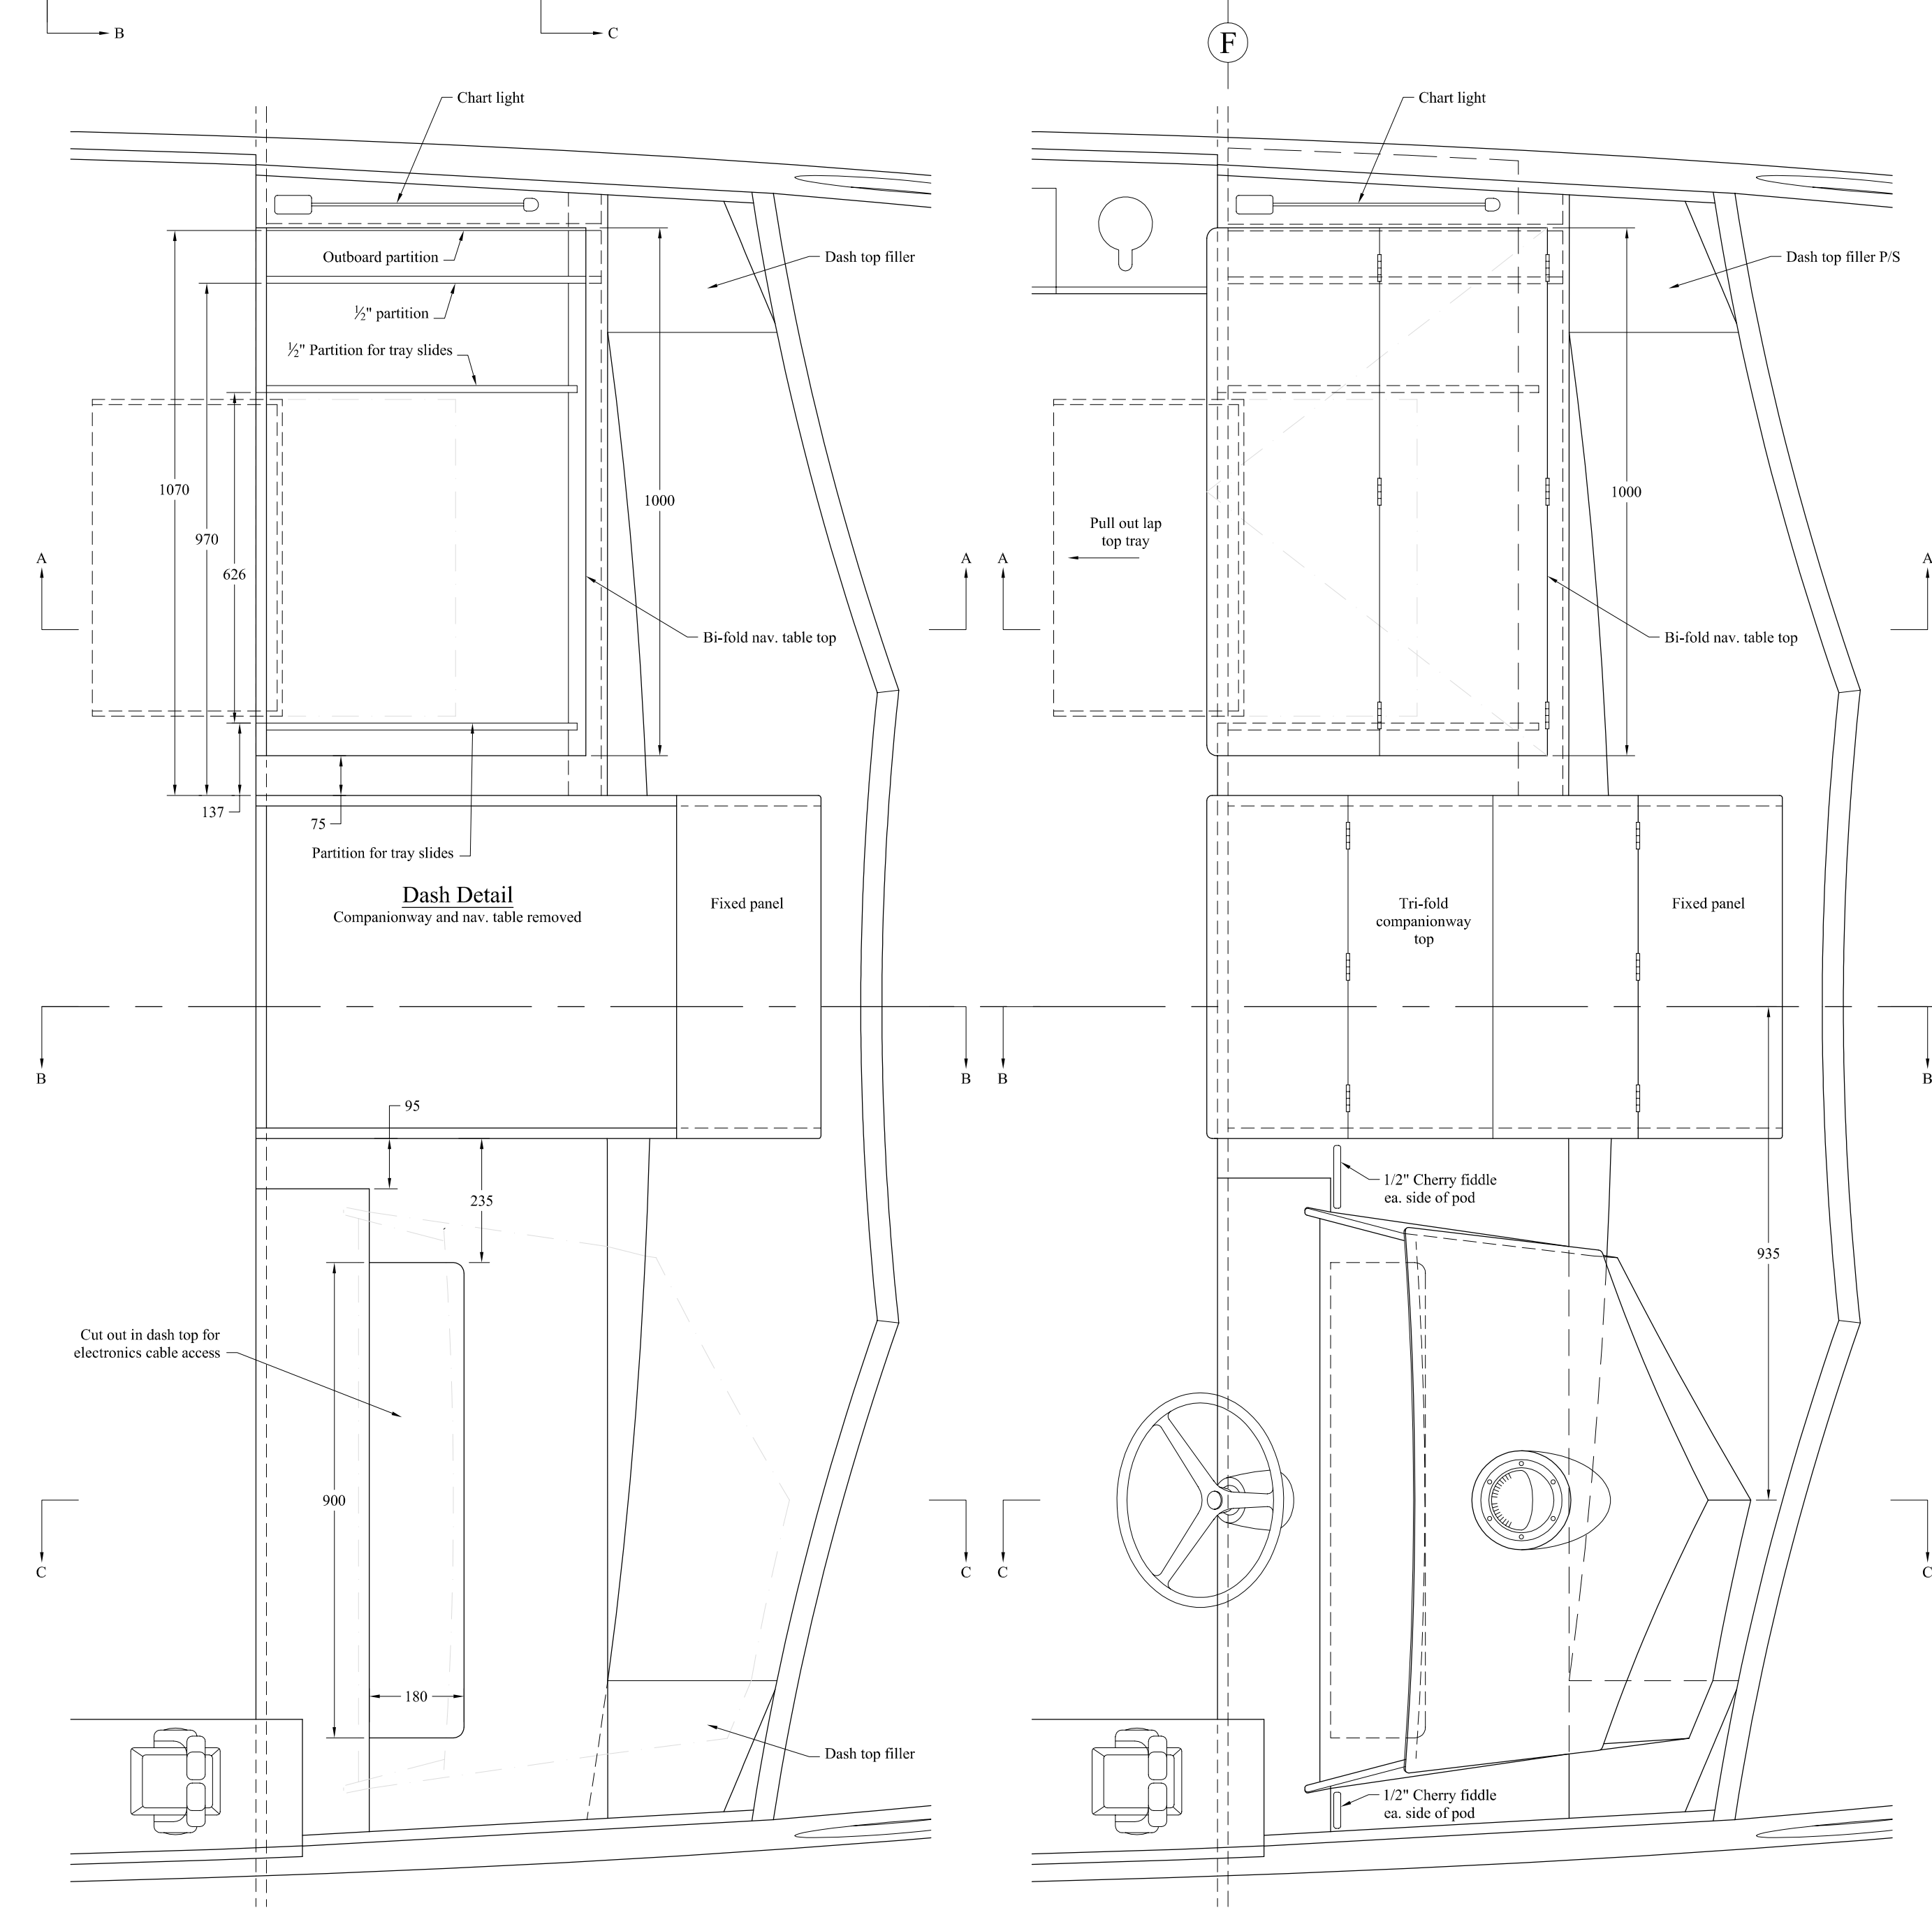 B
C
F
Chart light
Outboard partition
Dash top filler
½" partition
½" Partition for tray slides
1070
970
626
1000
A
A
Bi-fold nav. table top
137
75
Partition for tray slides
Dash Detail
Companionway and nav. table removed
Fixed panel
B
B
95
235
Cut out in dash top for
electronics cable access
900
C
C
180
Dash top filler
Chart light
Dash top filler P/S
1000
Pull out lap
top tray
A
A
Bi-fold nav. table top
Tri-fold
companionway
top
Fixed panel
B
B
1/2" Cherry fiddle
ea. side of pod
935
C
C
1/2" Cherry fiddle
ea. side of pod